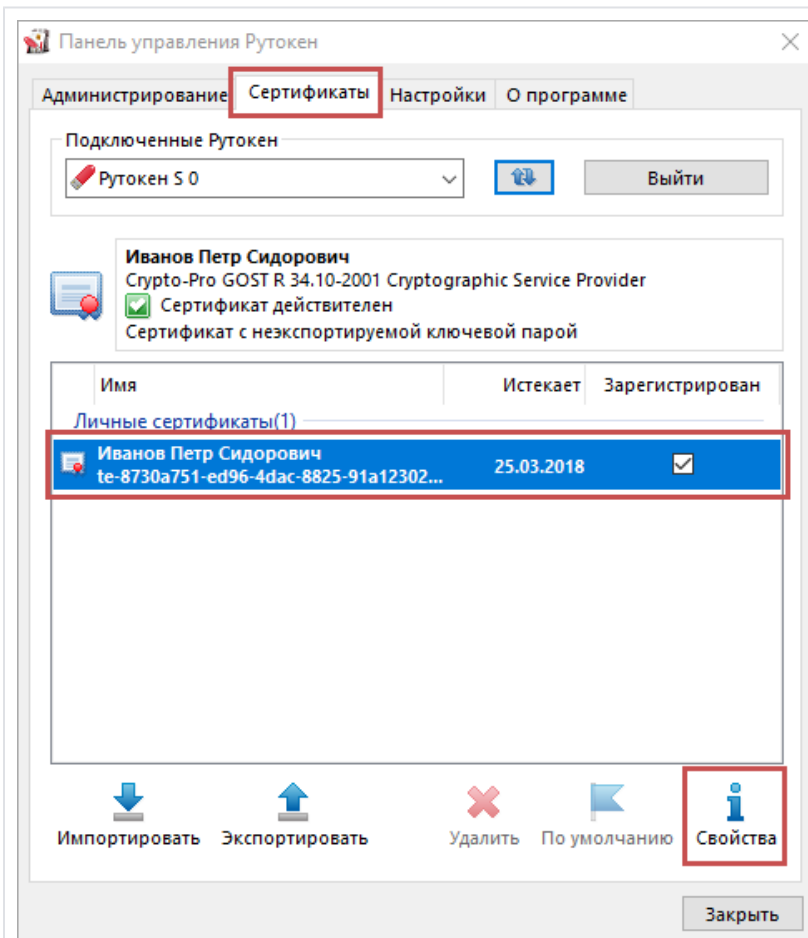 Панель управления Рутокен
Администрирование Сертификаты Настройки О программе
Подключенные Рутокен
Рутокен S 0 Выйти
Иванов Петр Сидорович
Crypto-Pro GOST R 34.10-2001 Cryptographic Service Provider
Сертификат действителен
Сертификат с неэкспортируемой ключевой парой
Имя Истекает Зарегистрирован
Личные сертификаты(1)
Иванов Петр Сидорович
te-8730a751-ed96-4dac-8825-91a12302... 25.03.2018
Импортировать Экспортировать Удалить По умолчанию Свойства
Закрыть